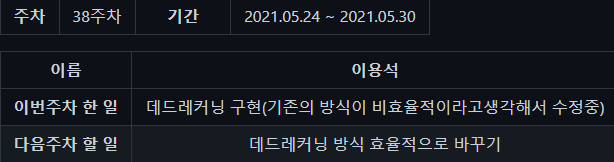 주차 38주차 기간 2021.05.24 ~ 2021.05.30
이름 이용석
이번주차 한 일 데드레커닝 구현(기존의 방식이 비효율적이라고생각해서 수정중)
다음주차 할 일 데드레커닝 방식 효율적으로 바꾸기